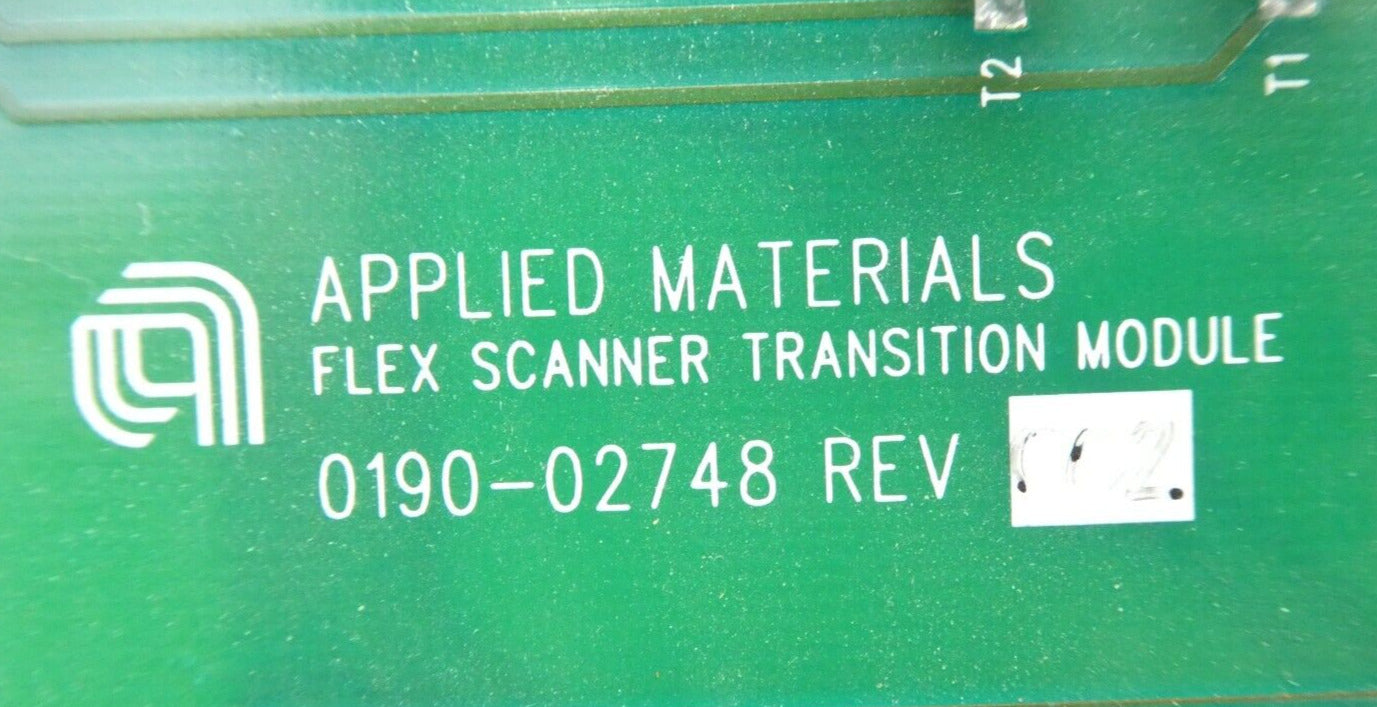 T2
T1
APPLIED MATERIALS
FLEX SCANNER TRANSITION MODULE
0190-02748 REV